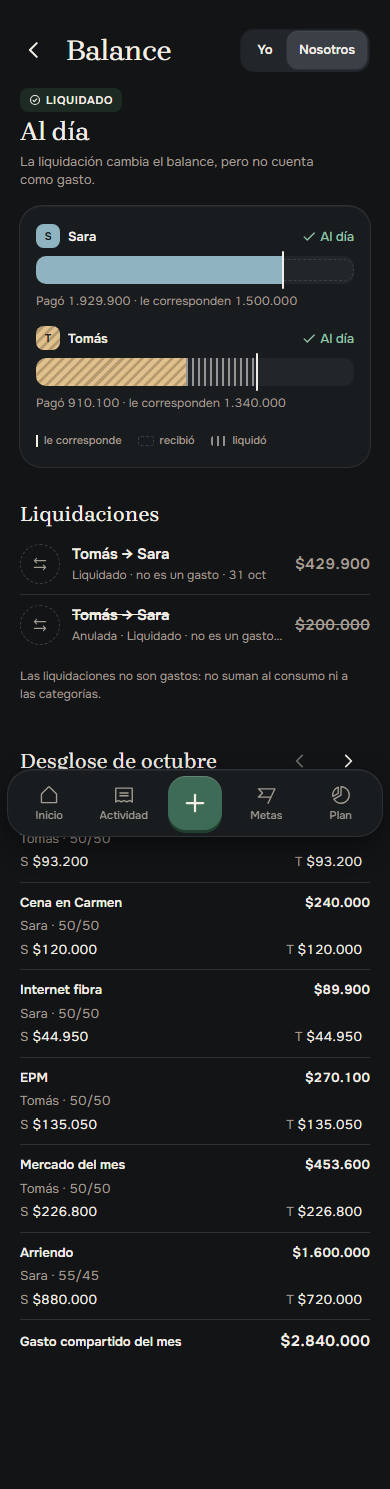 Balance
Yo
Nosotros
LIQUIDADO
Al día
La liquidación cambia el balance, pero no cuenta
como gasto.
S
Sara
Al día
Pagó 1.929.900 · le corresponden 1.500.000
T
Tomás
Al día
Pagó 910.100 · le corresponden 1.340.000
le corresponde
recibió
liquidó
Liquidaciones
Tomás → Sara
$429.900
Liquidado · no es un gasto · 31 oct
Tomás → Sara
$200.000
Anulada · Liquidado · no es un gasto...
Las liquidaciones no son gastos: no suman al consumo ni a
las categorías.
Desglose de octubre
Inicio
Actividad
Metas
Plan
Tomás · 50/50
S $93.200
T $93.200
Cena en Carmen
$240.000
Sara · 50/50
S $120.000
T $120.000
Internet fibra
$89.900
Sara · 50/50
S $44.950
T $44.950
EPM
$270.100
Tomás · 50/50
S $135.050
T $135.050
Mercado del mes
$453.600
Tomás · 50/50
S $226.800
T $226.800
Arriendo
$1.600.000
Sara · 55/45
S $880.000
T $720.000
Gasto compartido del mes
$2.840.000